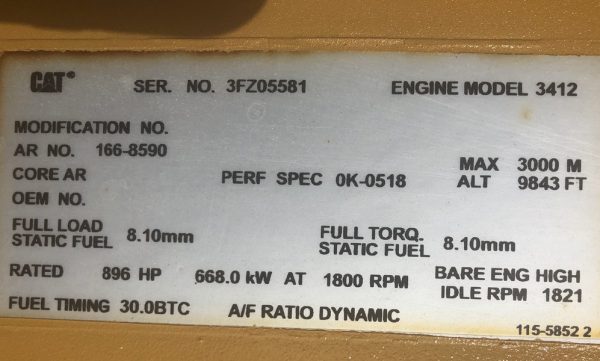 CAT® SER. NO. 3FZ05581 ENGINE MODEL 3412
MODIFICATION NO.
AR NO. 166-8590
CORE AR PERF SPEC 0K-0518 MAX ALT 3000 M 9843 FT
OEM NO.
FULL LOAD STATIC FUEL 8.10mm FULL TORQ. STATIC FUEL 8.10mm
RATED 896 HP 668.0 kW AT 1800 RPM BARE ENG HIGH IDLE RPM 1821
FUEL TIMING 30.0BTC A/F RATIO DYNAMIC
115-5852 2